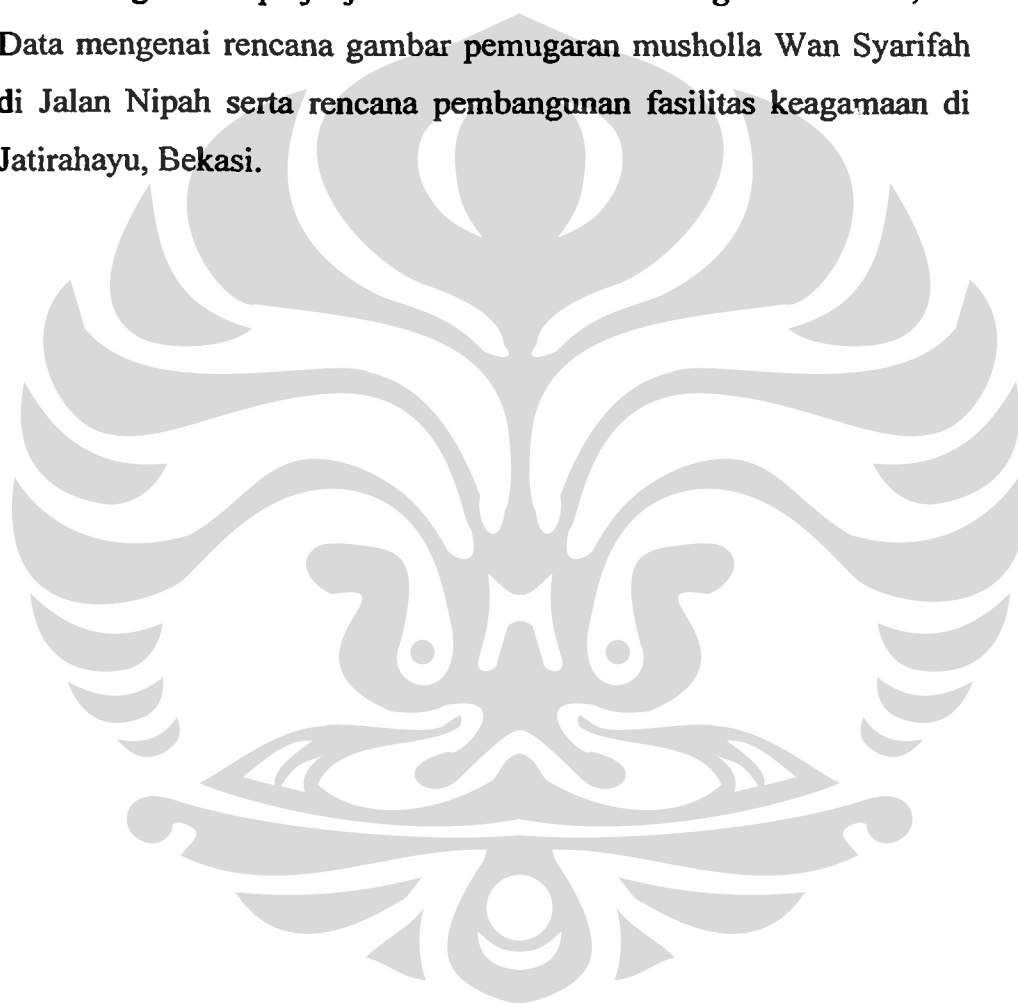 Data mengenai rencana gambar pemugaran musholla Wan Syarifah
di Jalan Nipah serta rencana pembangunan fasilitas keagamaan di
Jatirahayu, Bekasi.